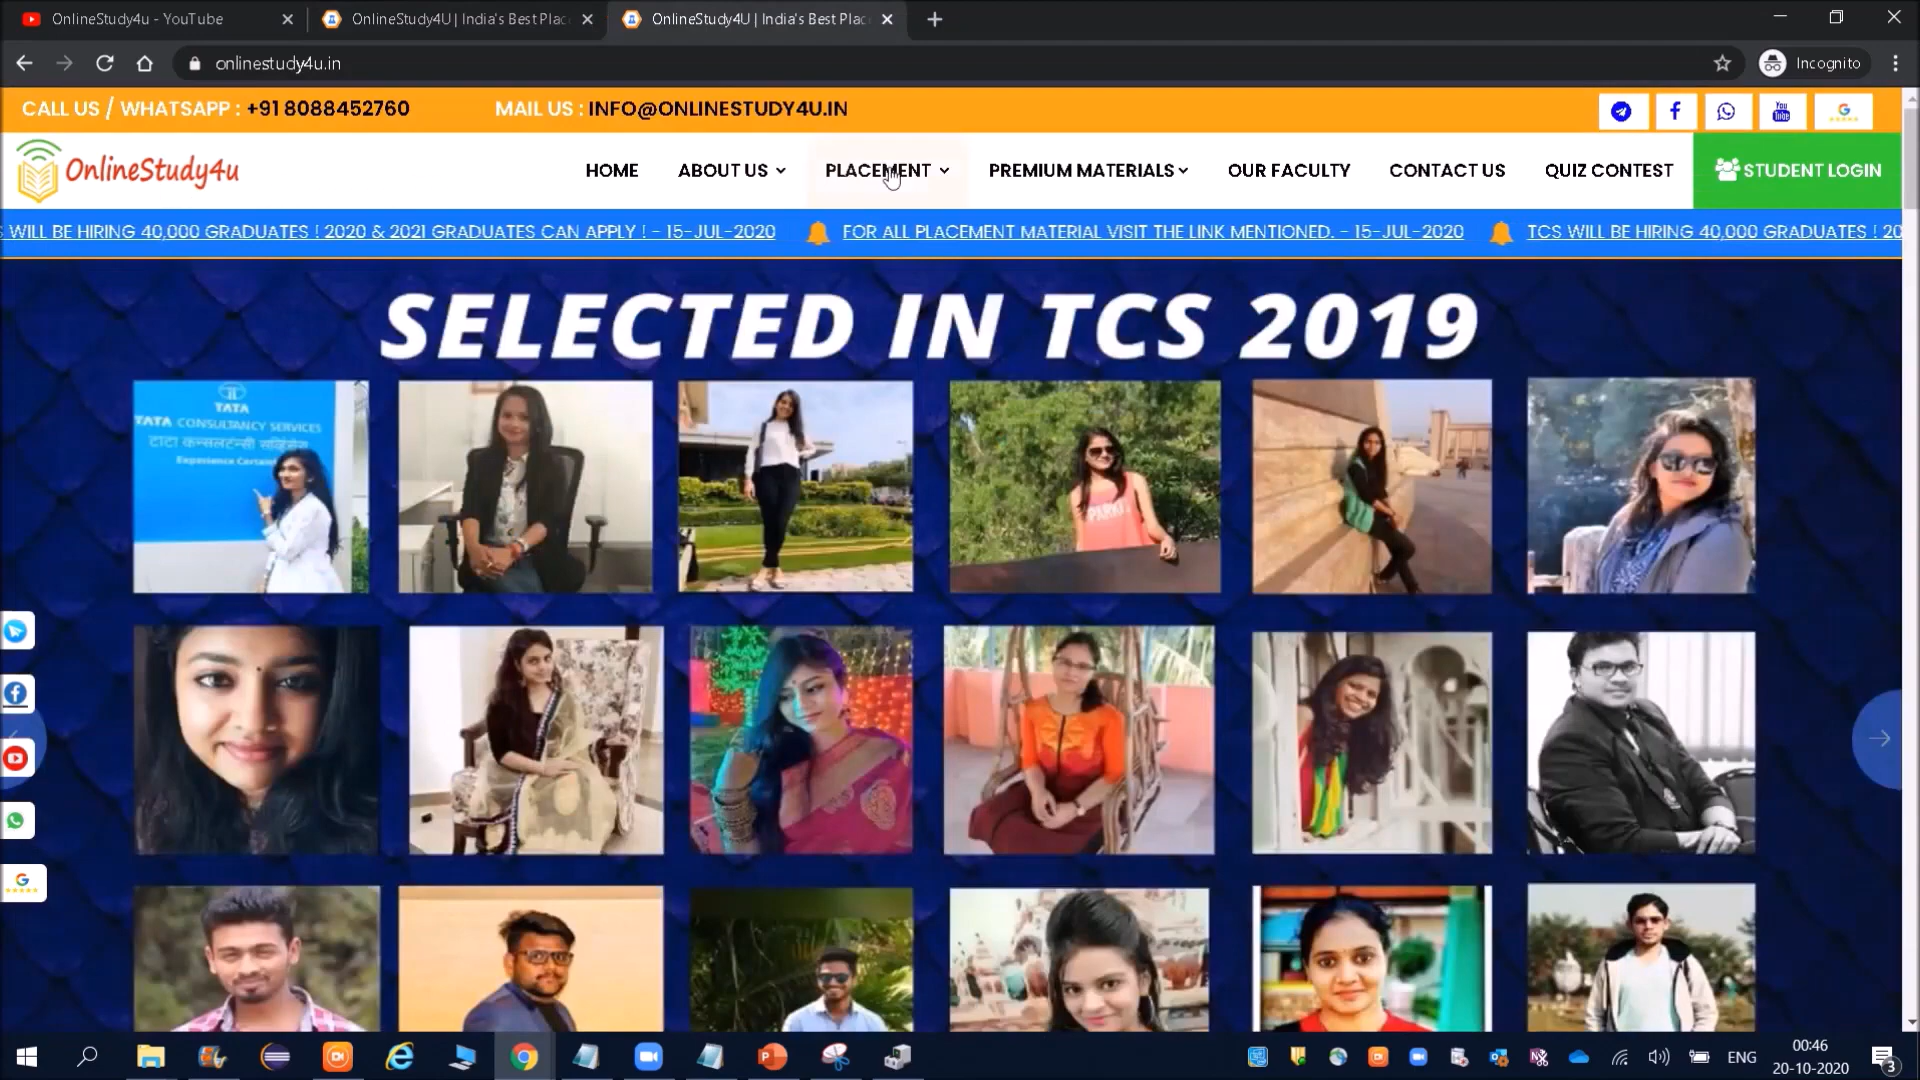 OnlineStudy4u - YouTube
OnlineStudy4U | India's Best Plac
OnlineStudy4U | India's Best Plac
onlinestudy4u.in
Incognito
CALL US / WHATSAPP : +91 8088452760
MAIL US : INFO@ONLINESTUDY4U.IN
OnlineStudy4u
HOME
ABOUT US
PLACEMENT
PREMIUM MATERIALS
OUR FACULTY
CONTACT US
QUIZ CONTEST
STUDENT LOGIN
WILL BE HIRING 40,000 GRADUATES ! 2020 & 2021 GRADUATES CAN APPLY ! - 15-JUL-2020
FOR ALL PLACEMENT MATERIAL VISIT THE LINK MENTIONED. - 15-JUL-2020
TCS WILL BE HIRING 40,000 GRADUATES ! 20
SELECTED IN TCS 2019
TATA
TATA CONSULTANCY SERVICES
Experience Certainty
ENG
00:46
20-10-2020
3